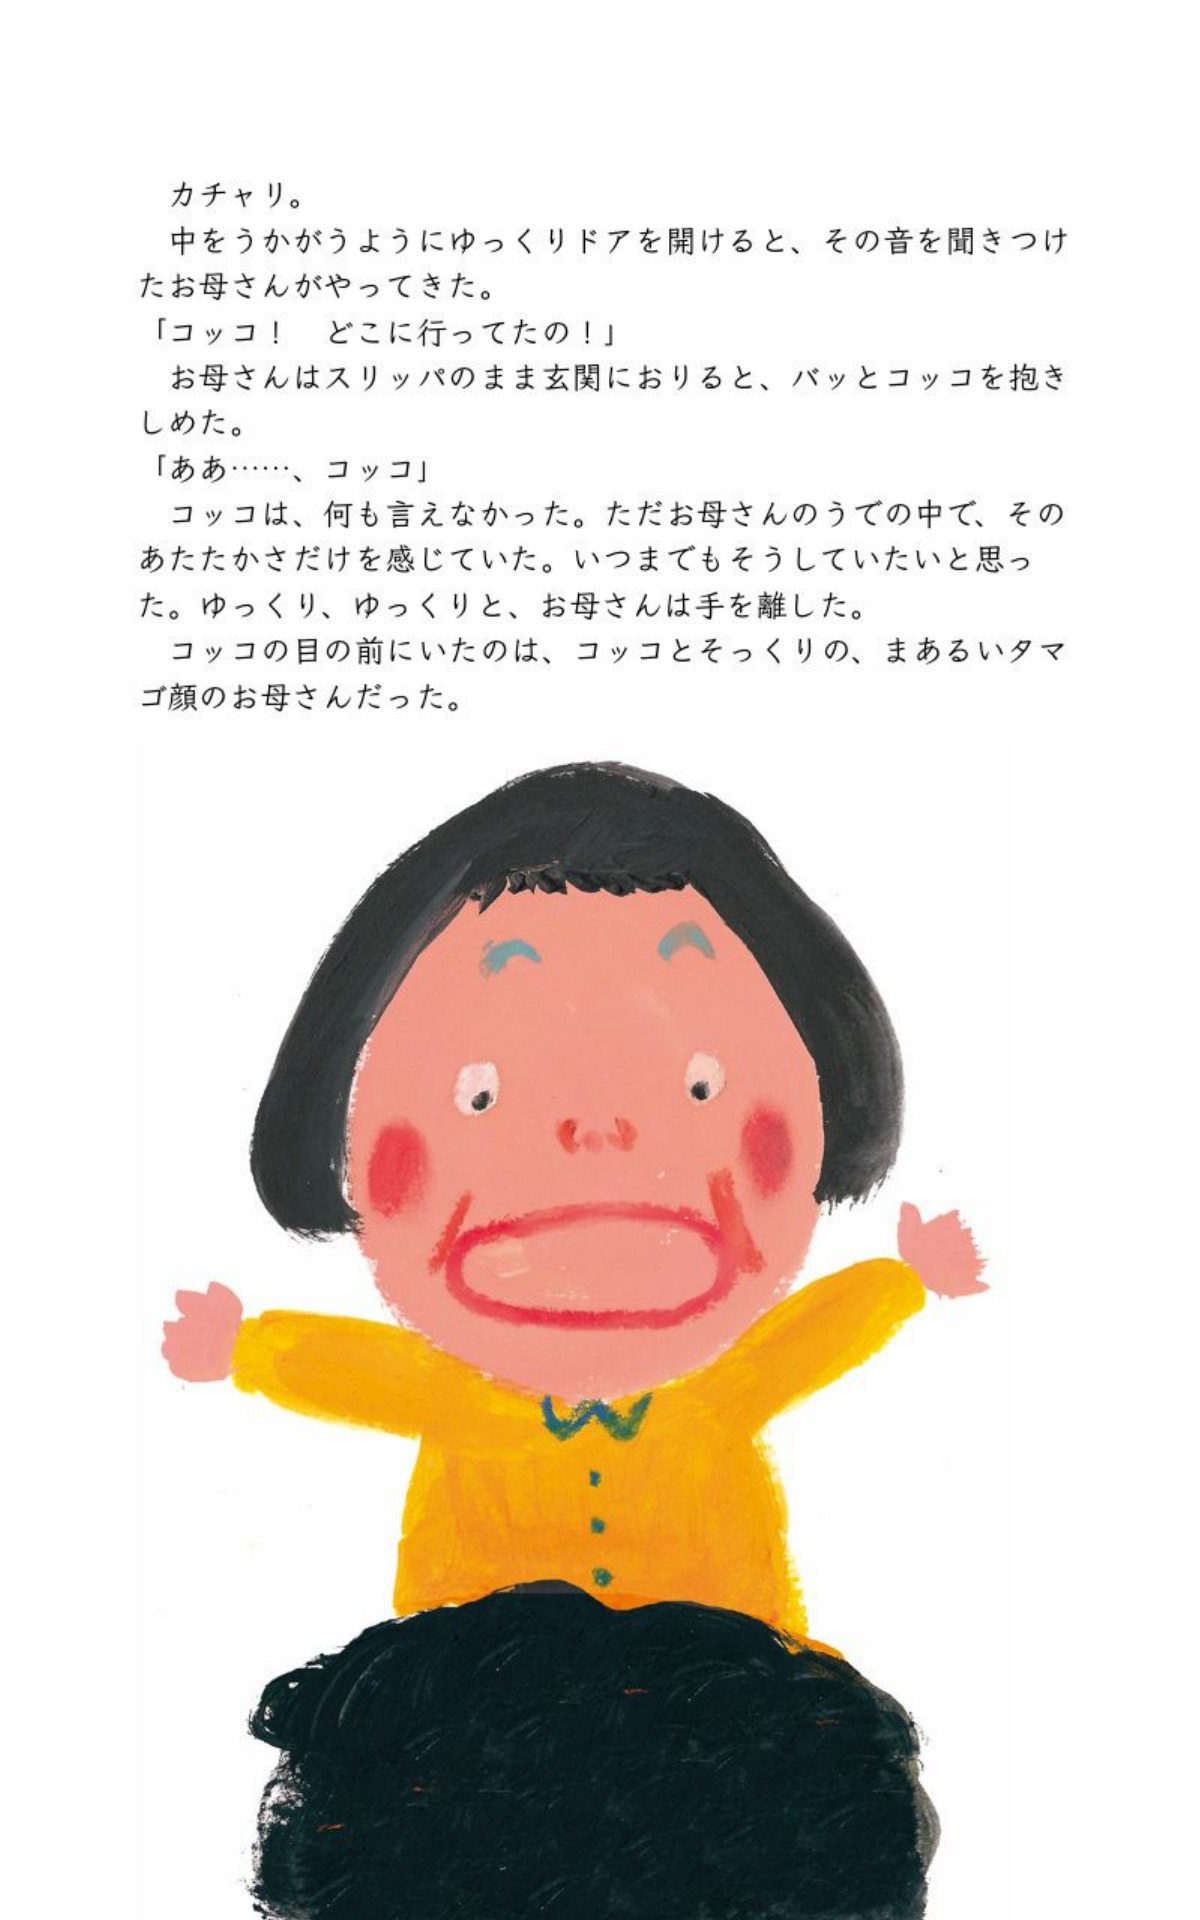 カチャリ。
　中をうかがうようにゆっくりドアを開けると、その音を聞きつけ
たお母さんがやってきた。
「コッコ！　どこに行ってたの！」
　お母さんはスリッパのまま玄関におりると、バッとコッコを抱き
しめた。
「ああ……、コッコ」
　コッコは、何も言えなかった。ただお母さんのうでの中で、その
あたたかさだけを感じていた。いつまでもそうしていたいと思っ
た。ゆっくり、ゆっくりと、お母さんは手を離した。
　コッコの目の前にいたのは、コッコとそっくりの、まあるいタマ
ゴ顔のお母さんだった。